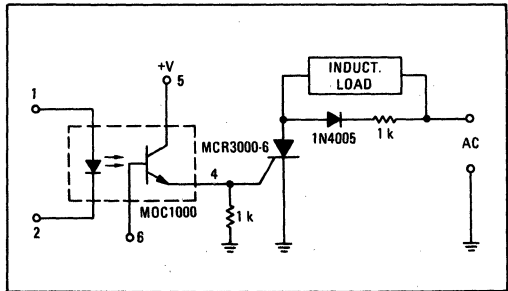 +V
5
1
INDUCT.
LOAD
1N4005
1 k
AC
MCR3000-6
4
MOC1000
1 k
2
6